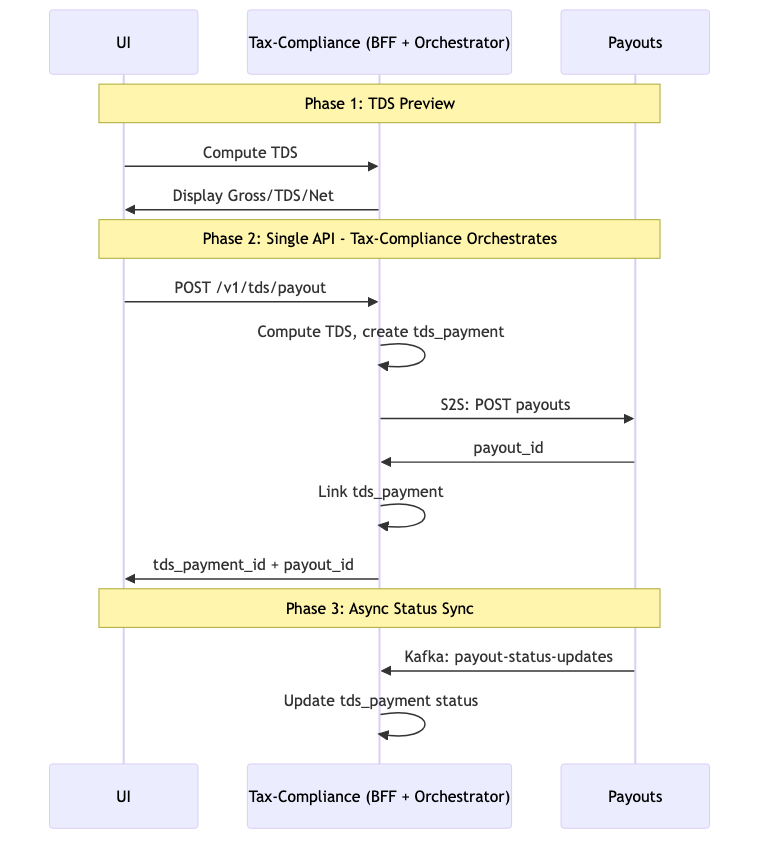 UI
Tax-Compliance (BFF + Orchestrator)
Payouts
Phase 1: TDS Preview
Compute TDS
Display Gross/TDS/Net
Phase 2: Single API - Tax-Compliance Orchestrates
POST /v1/tds/payout
Compute TDS, create tds_payment
S2S: POST payouts
payout_id
Link tds_payment
tds_payment_id + payout_id
Phase 3: Async Status Sync
Kafka: payout-status-updates
Update tds_payment status
UI
Tax-Compliance (BFF + Orchestrator)
Payouts